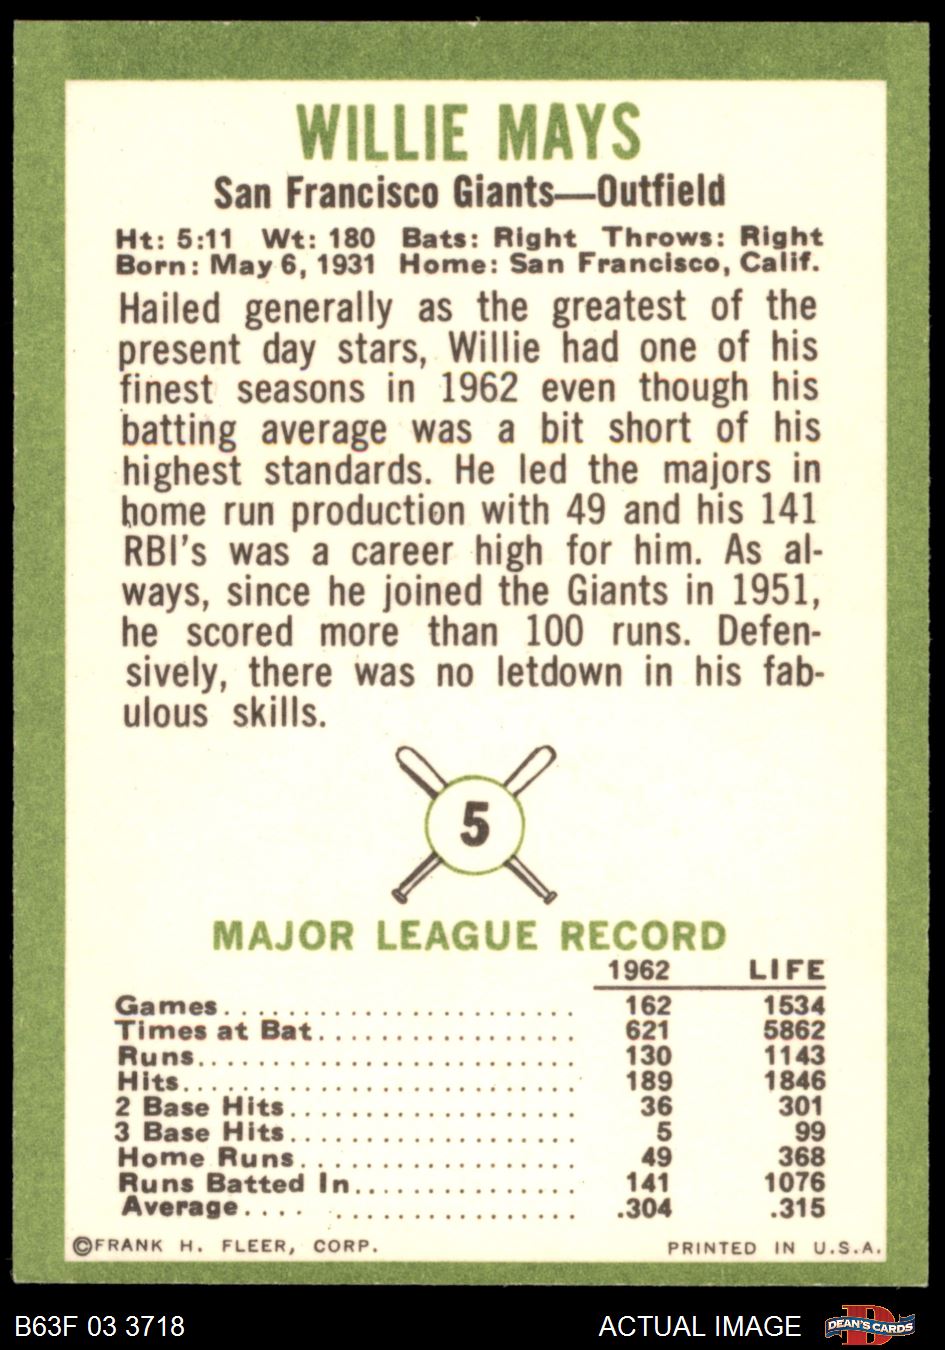 WILLIE MAYS
San Francisco Giants—Outfield
Ht: 5:11 Wt: 180 Bats: Right Throws: Right
Born: May 6, 1931 Home: San Francisco, Calif.
Hailed generally as the greatest of the
present day stars, Willie had one of his
finest seasons in 1962 even though his
batting average was a bit short of his
highest standards. He led the majors in
home run production with 49 and his 141
RBI's was a career high for him. As al-
ways, since he joined the Giants in 1951,
he scored more than 100 runs. Defen-
sively, there was no letdown in his fab-
ulous skills.
5
MAJOR LEAGUE RECORD
1962 LIFE
Games 162 1534
Times at Bat 621 5862
Runs 130 1143
Hits 189 1846
2 Base Hits 36 301
3 Base Hits 5 99
Home Runs 49 368
Runs Batted In 141 1076
Average .304 .315
©FRANK H. FLEER, CORP. PRINTED IN U.S.A.
B63F 03 3718 ACTUAL IMAGE DEAN'S CARDS